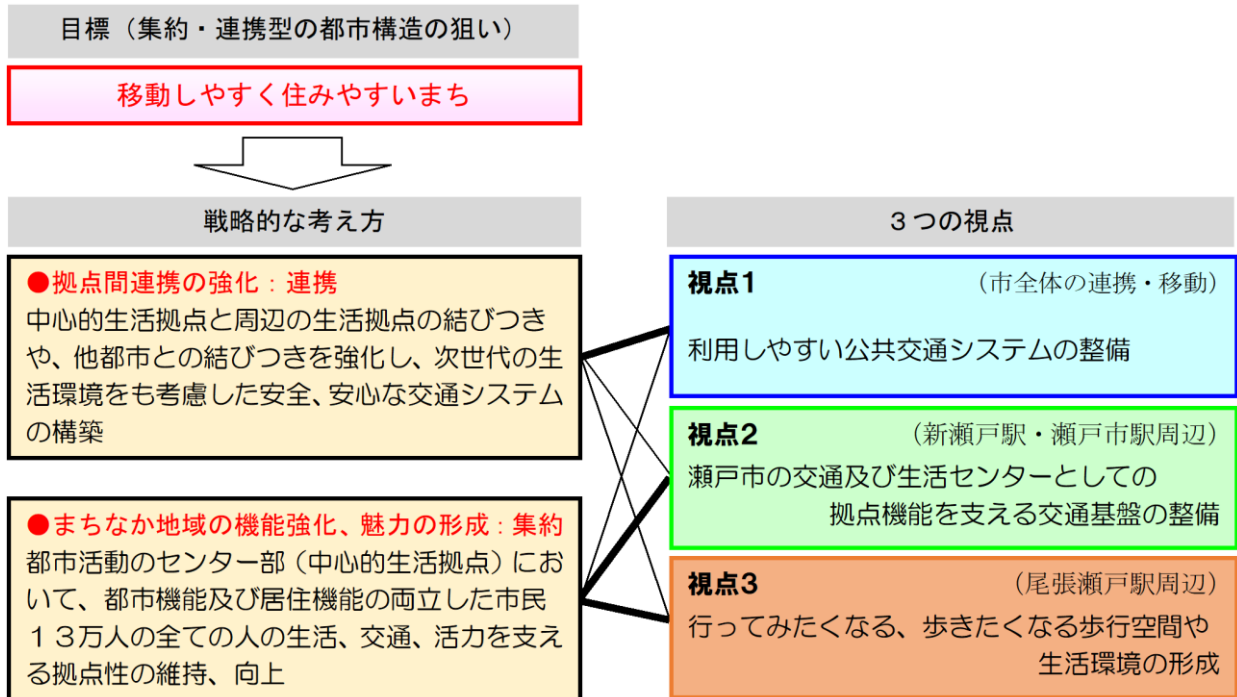 目標(集約・連携型の都市構造の狙い)
移動しやすく住みやすいまち
戦略的な考え方
●拠点間連携の強化:連携
中心的生活拠点と周辺の生活拠点の結びつき
や、他都市との結びつきを強化し、次世代の生
活環境をも考慮した安全、安心な交通システム
の構築
●まちなか地域の機能強化、魅力の形成:集約
都市活動のセンター部(中心的生活拠点)にお
いて、都市機能及び居住機能の両立した市民
13万人の全ての人の生活、交通、活力を支え
る拠点性の維持、向上
3つの視点
視点1 (市全体の連携・移動)
利用しやすい公共交通システムの整備
視点2 (新瀬戸駅・瀬戸市駅周辺)
瀬戸市の交通及び生活センターとしての
拠点機能を支える交通基盤の整備
視点3 (尾張瀬戸駅周辺)
行ってみたくなる、歩きたくなる歩行空間や
生活環境の形成